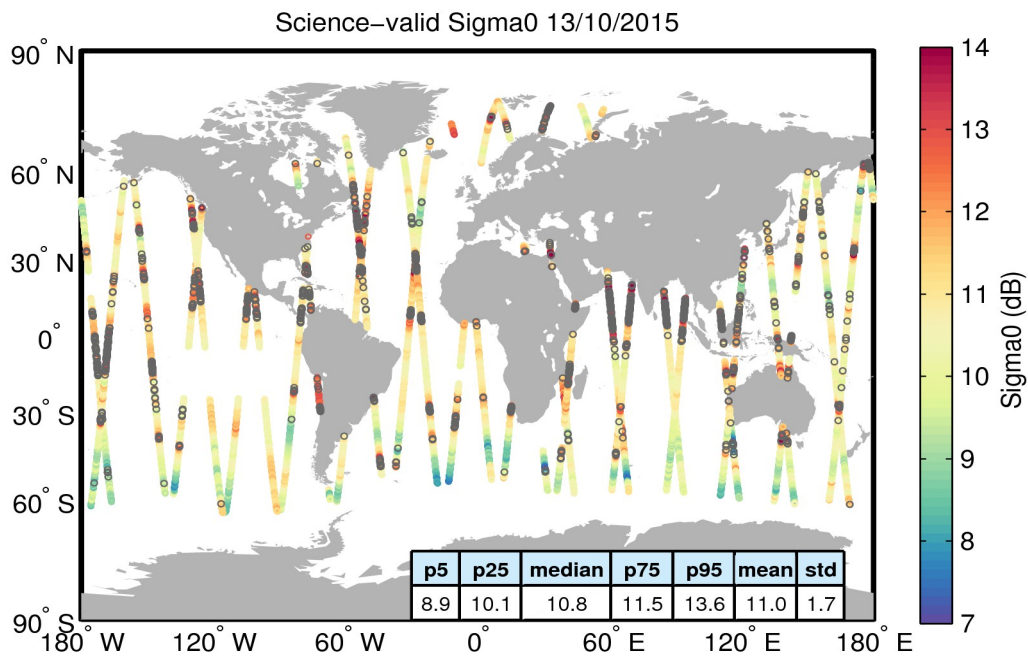 Science−valid Sigma0 13/10/2015
90° N
60° N
30° N
0°
30° S
60° S
90° S
180° W
120° W
60° W
0°
60° E
120° E
180° E
14
13
12
11
10
9
8
7
Sigma0 (dB)
p5 p25 median p75 p95 mean std
8.9 10.1 10.8 11.5 13.6 11.0 1.7